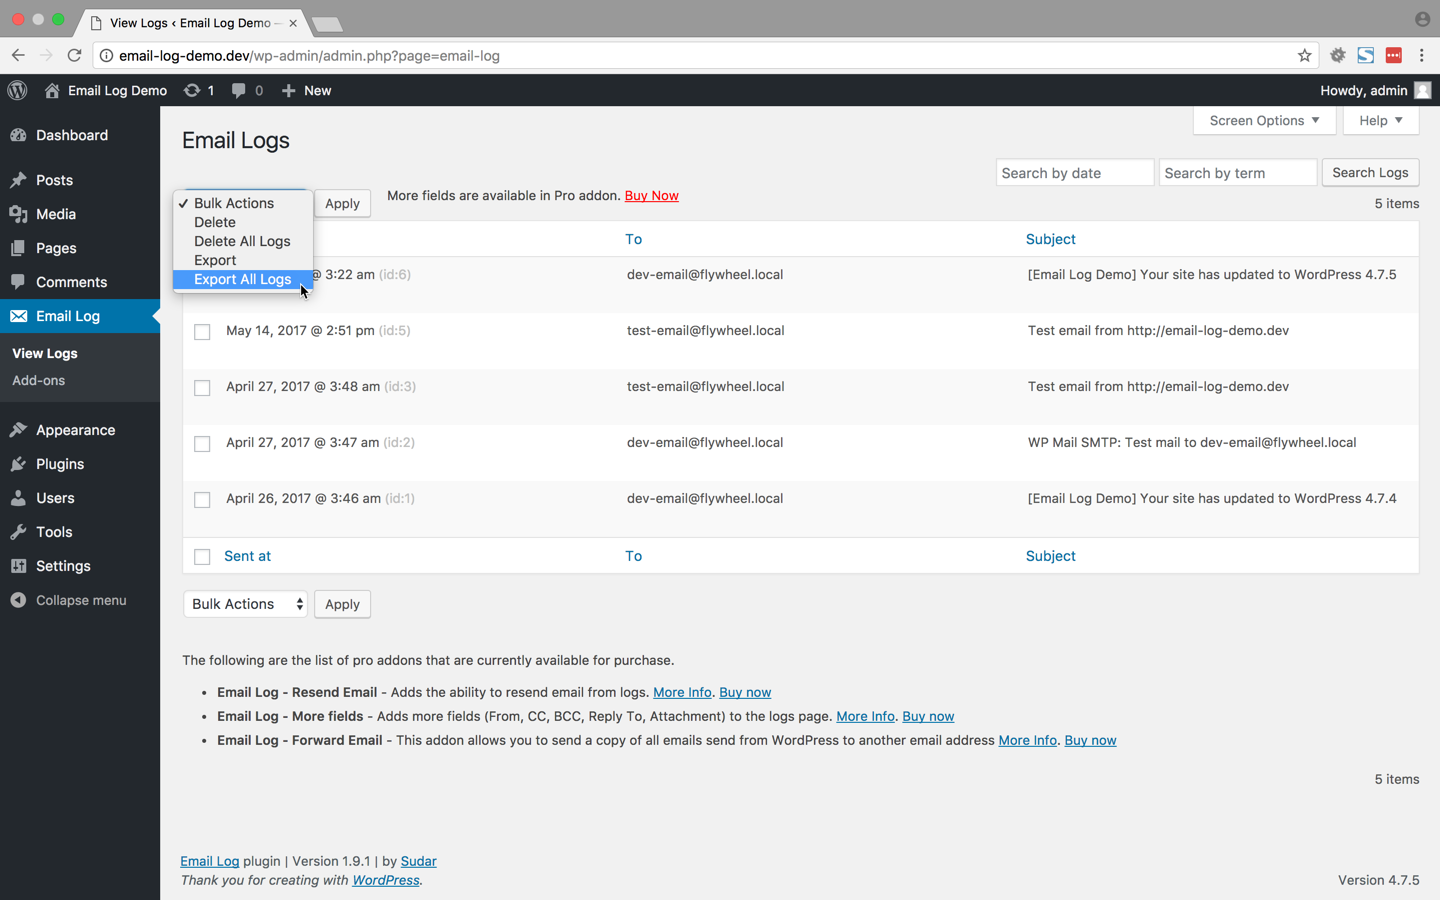 View Logs ‹ Email Log Demo
email-log-demo.dev/wp-admin/admin.php?page=email-log
Email Log Demo 1 0 New Howdy, admin
Dashboard
Posts
Media
Pages
Comments
Email Log
View Logs
Add-ons
Appearance
Plugins
Users
Tools
Settings
Collapse menu
Screen Options Help
Email Logs
Search by date Search by term Search Logs
Bulk Actions
Delete
Delete All Logs
Export
Export All Logs
Apply
More fields are available in Pro addon. Buy Now
5 items
To Subject
@ 3:22 am (id:6) dev-email@flywheel.local [Email Log Demo] Your site has updated to WordPress 4.7.5
May 14, 2017 @ 2:51 pm (id:5) test-email@flywheel.local Test email from http://email-log-demo.dev
April 27, 2017 @ 3:48 am (id:3) test-email@flywheel.local Test email from http://email-log-demo.dev
April 27, 2017 @ 3:47 am (id:2) dev-email@flywheel.local WP Mail SMTP: Test mail to dev-email@flywheel.local
April 26, 2017 @ 3:46 am (id:1) dev-email@flywheel.local [Email Log Demo] Your site has updated to WordPress 4.7.4
Sent at To Subject
Bulk Actions Apply
The following are the list of pro addons that are currently available for purchase.
• Email Log - Resend Email - Adds the ability to resend email from logs. More Info. Buy now
• Email Log - More fields - Adds more fields (From, CC, BCC, Reply To, Attachment) to the logs page. More Info. Buy now
• Email Log - Forward Email - This addon allows you to send a copy of all emails send from WordPress to another email address More Info. Buy now
5 items
Email Log plugin | Version 1.9.1 | by Sudar
Thank you for creating with WordPress. Version 4.7.5